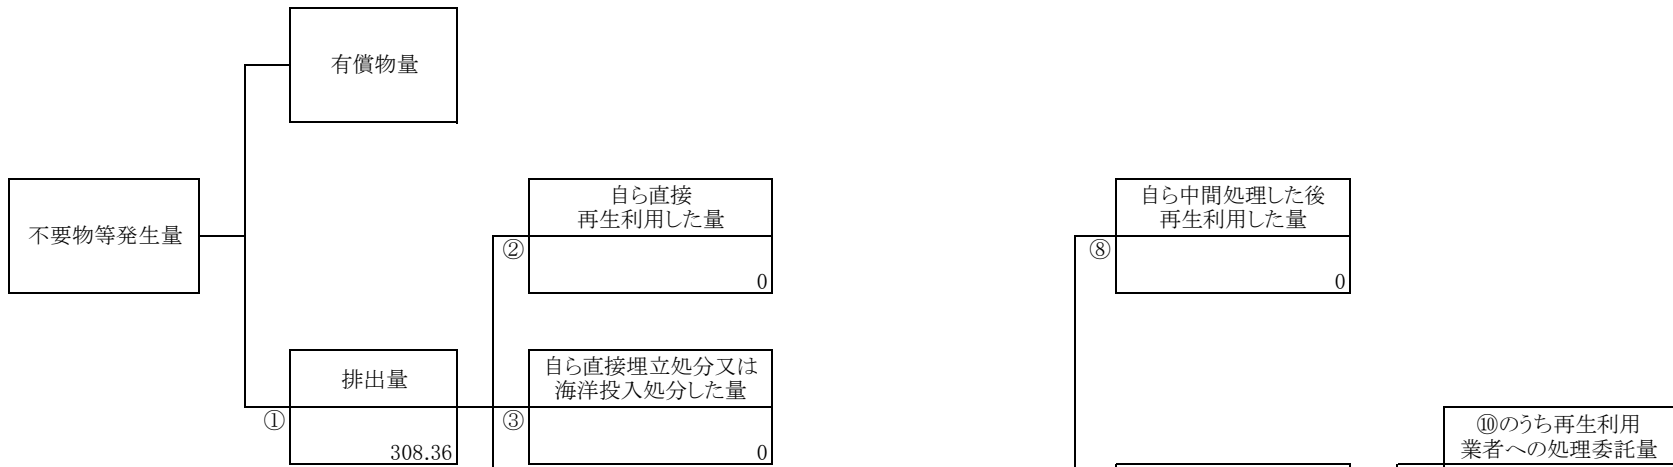 有償物量
不要物等発生量
自ら直接
再生利用した量
②
0
自ら中間処理した後
再生利用した量
⑧
0
排出量
①
308.36
自ら直接埋立処分又は
海洋投入処分した量
③
0
⑩のうち再生利用
業者への処理委託量